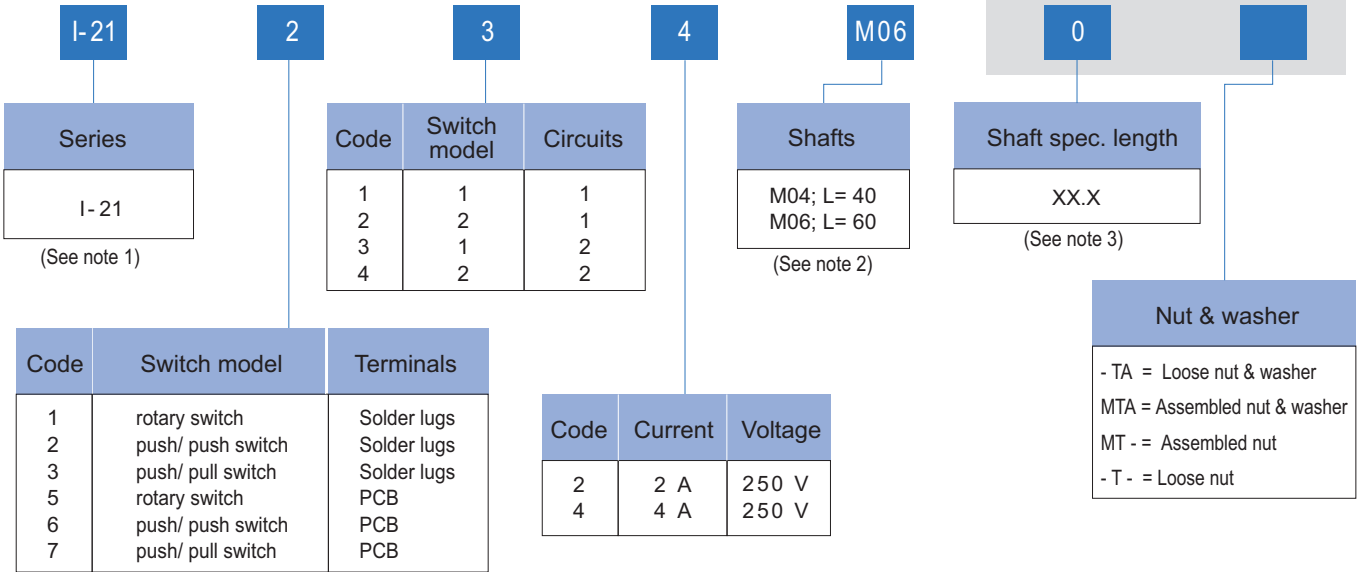 I-21 2 3 4 M06 0
Series
I-21
(See note 1)
Code Switch model Circuits
1 1 1
2 2 1
3 1 2
4 2 2
Shafts
M04; L= 40
M06; L= 60
(See note 2)
Shaft spec. length
XX.X
(See note 3)
Code Switch model Terminals
1 rotary switch Solder lugs
2 push/ push switch Solder lugs
3 push/ pull switch Solder lugs
5 rotary switch PCB
6 push/ push switch PCB
7 push/ pull switch PCB
Code Current Voltage
2 2 A 250 V
4 4 A 250 V
Nut & washer
- TA = Loose nut & washer
MTA = Assembled nut & washer
MT - = Assembled nut
- T - = Loose nut